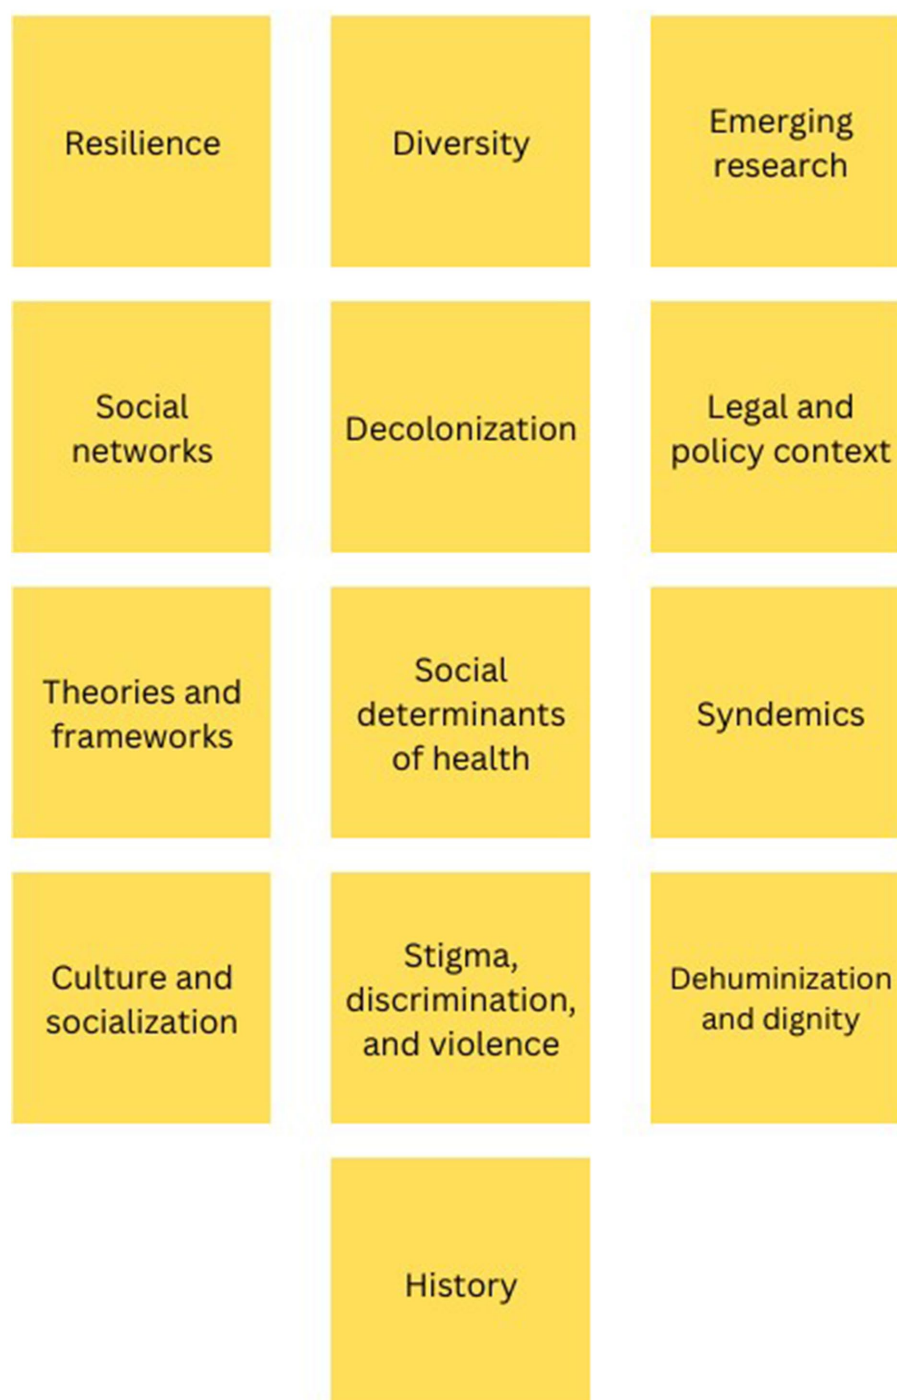 Resilience
Diversity
Emerging
research
Social
networks
Decolonization
Legal and
policy context
Theories and
frameworks
Social
determinants
of health
Syndemics
Culture and
socialization
Stigma,
discrimination,
and violence
Dehuminization
and dignity
History